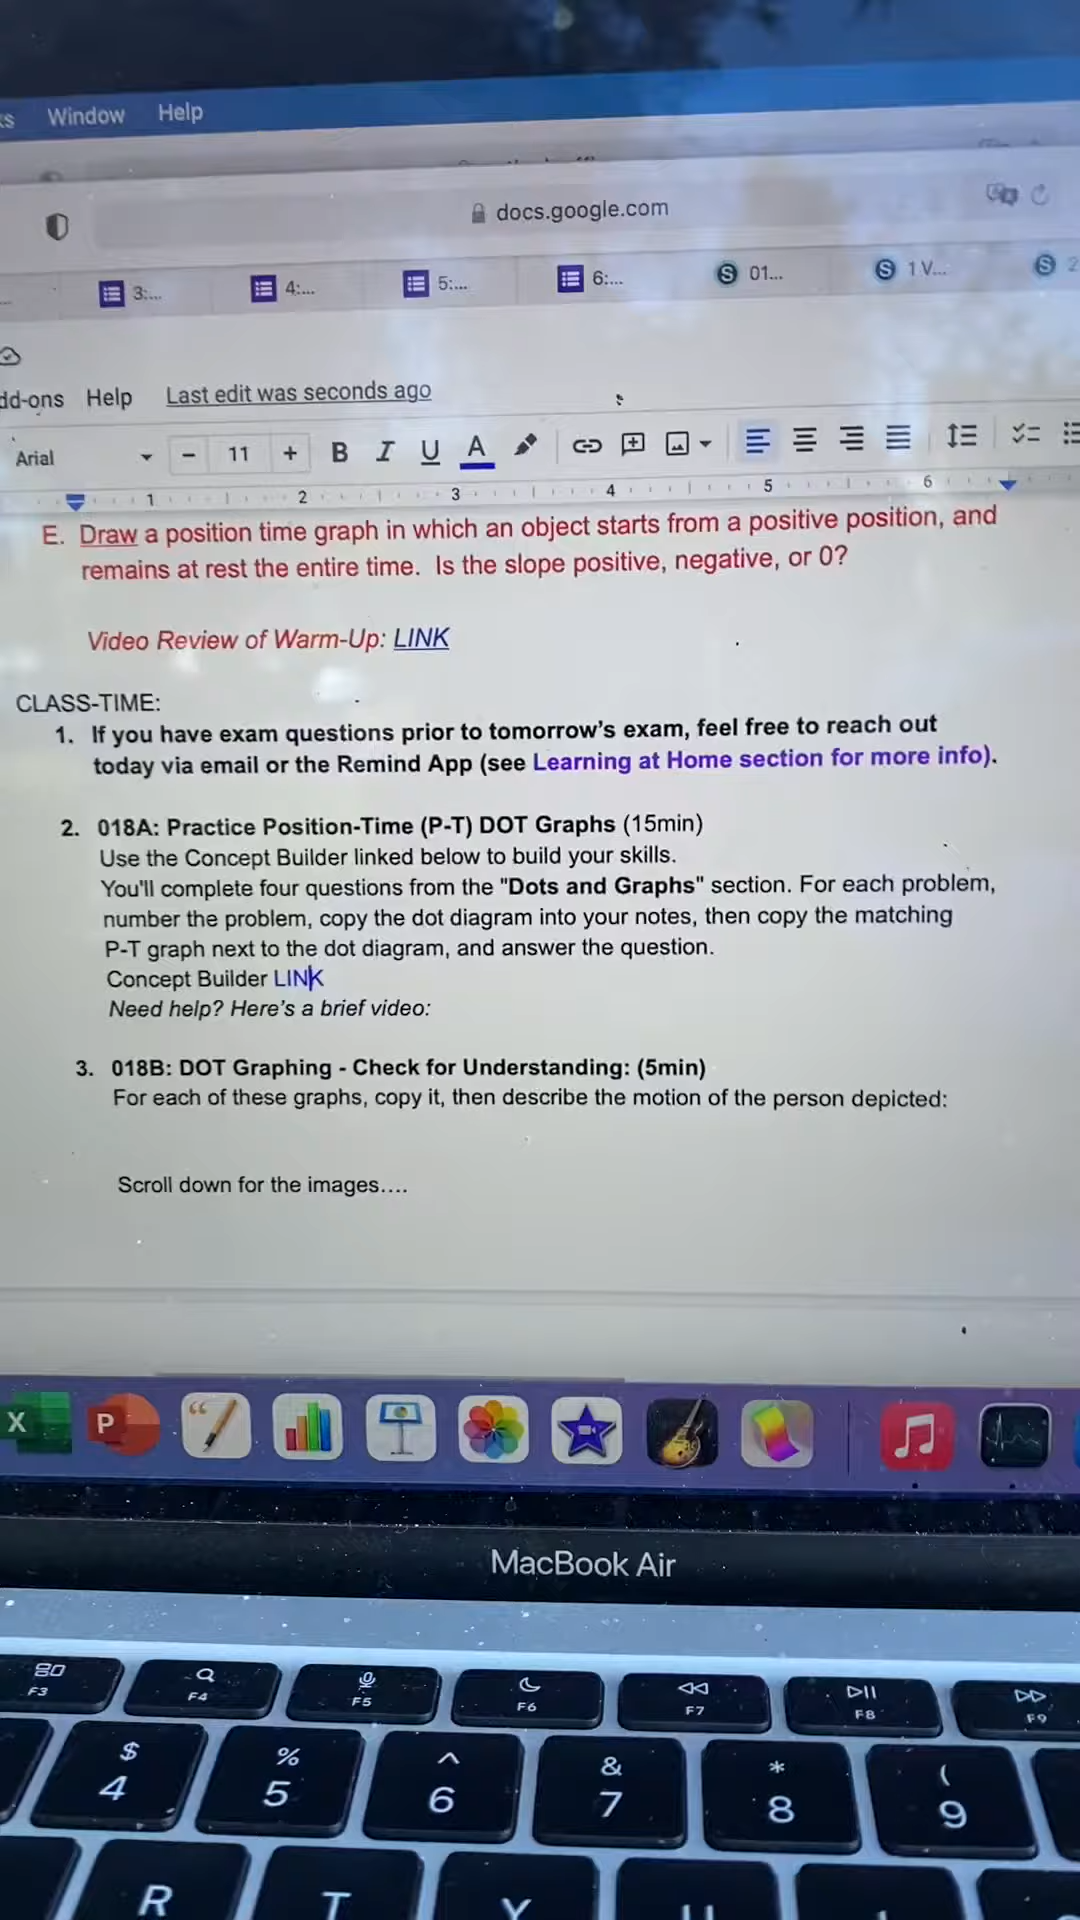 Window Help
docs.google.com
3:... 4:... 5:... 6:... S 01... S 1 V... S 2
dd-ons Help Last edit was seconds ago
Arial - 11 + B I U A
1 2 3 4 5 6
E. Draw a position time graph in which an object starts from a positive position, and
remains at rest the entire time. Is the slope positive, negative, or 0?
Video Review of Warm-Up: LINK
CLASS-TIME:
1. If you have exam questions prior to tomorrow's exam, feel free to reach out
today via email or the Remind App (see Learning at Home section for more info).
2. 018A: Practice Position-Time (P-T) DOT Graphs (15min)
Use the Concept Builder linked below to build your skills.
You'll complete four questions from the "Dots and Graphs" section. For each problem,
number the problem, copy the dot diagram into your notes, then copy the matching
P-T graph next to the dot diagram, and answer the question.
Concept Builder LINK
Need help? Here's a brief video:
3. 018B: DOT Graphing - Check for Understanding: (5min)
For each of these graphs, copy it, then describe the motion of the person depicted:
Scroll down for the images....
X P
MacBook Air
F3 F4 F5 F6 F7 F8 F9
$ % ^ & * (
4 5 6 7 8 9
R T Y U